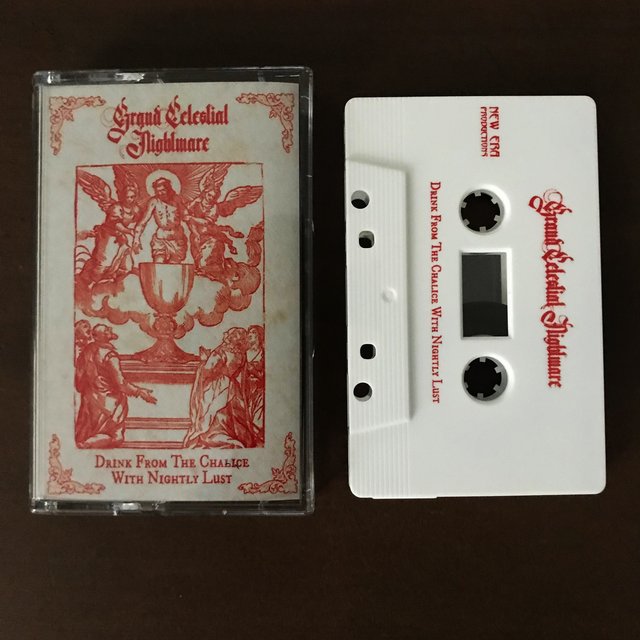 Grand Celestial
Nightmare
Drink From The Chalice
With Nightly Lust
NEW ERA
PRODUCTIONS
Grand Celestial Nightmare
Drink From The Chalice With Nightly Lust